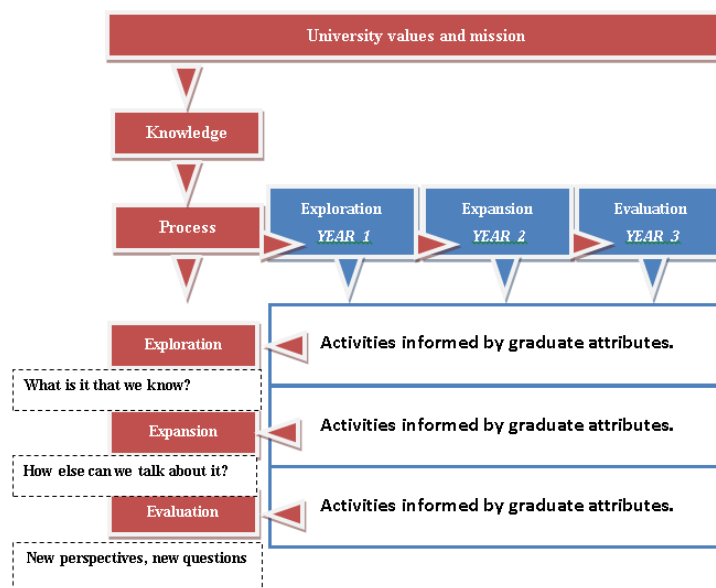 University values and mission
Knowledge
Process
Exploration
YEAR 1
Expansion
YEAR 2
Evaluation
YEAR 3
Exploration
Activities informed by graduate attributes.
What is it that we know?
Expansion
Activities informed by graduate attributes.
How else can we talk about it?
Evaluation
Activities informed by graduate attributes.
New perspectives, new questions